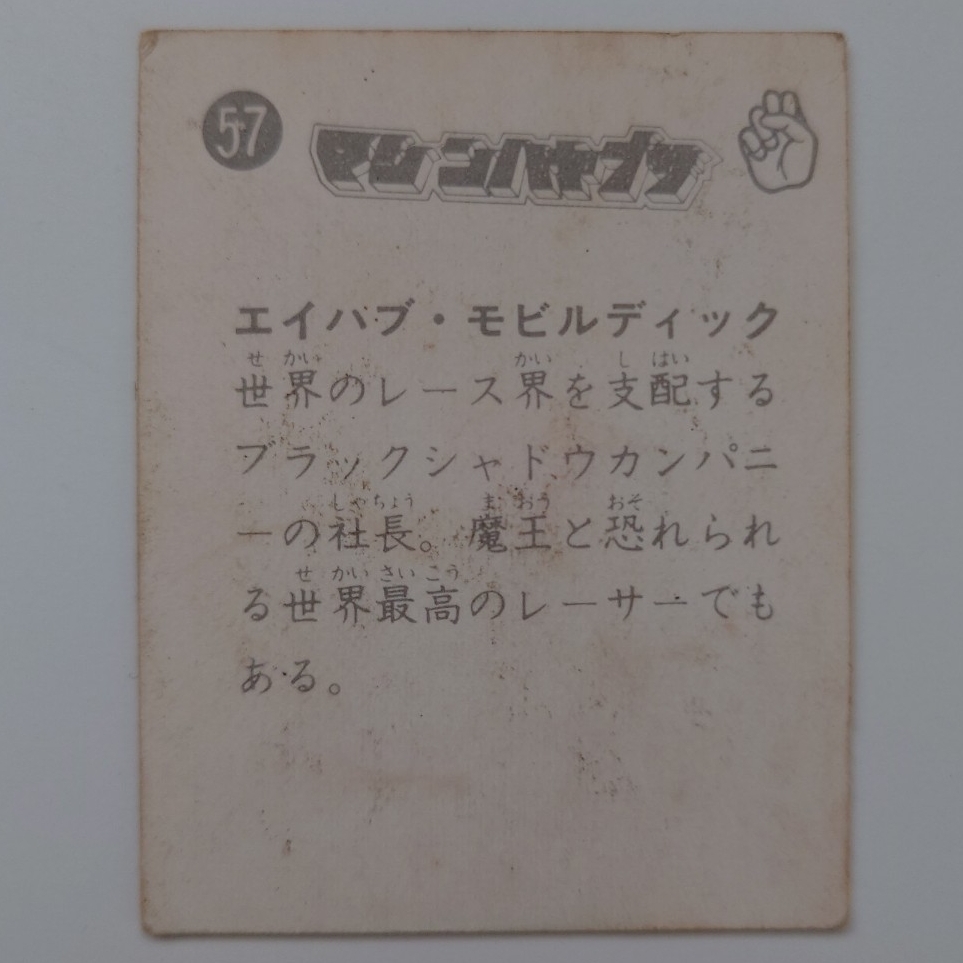 57
マシンハヤブサ
エイハブ・モビルディック
せ かい かい し はい
世界のレース界を支配する
ブラックシャドウカンパニ
しゃちょう ま おう おそ
ーの社長。魔王と恐れられ
せ かい さい こう
る世界最高のレーサーでも
ある。